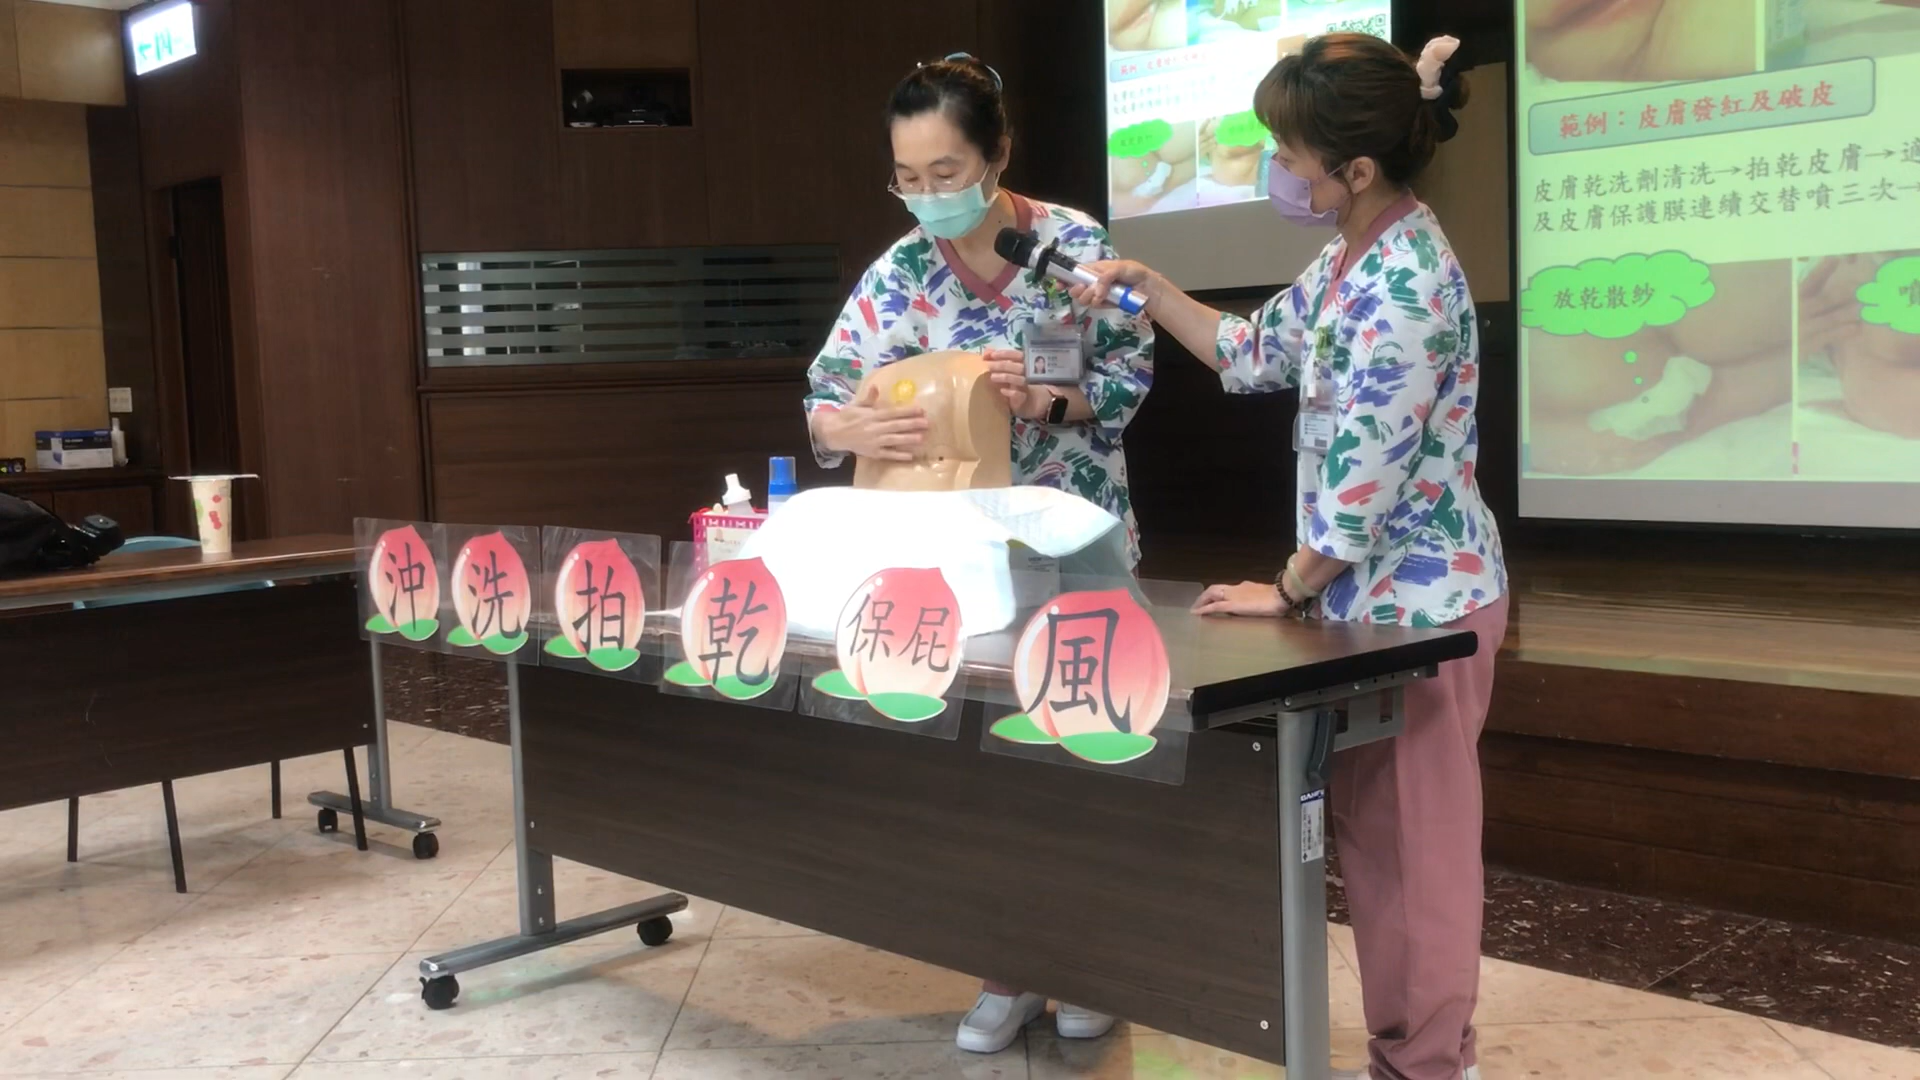 範例：皮膚發紅及破皮
皮膚乾洗劑清洗→拍乾皮膚→適
及皮膚保護膜連續交替噴三次→
放乾散紗
噴
沖
洗
拍
乾
保屁
風